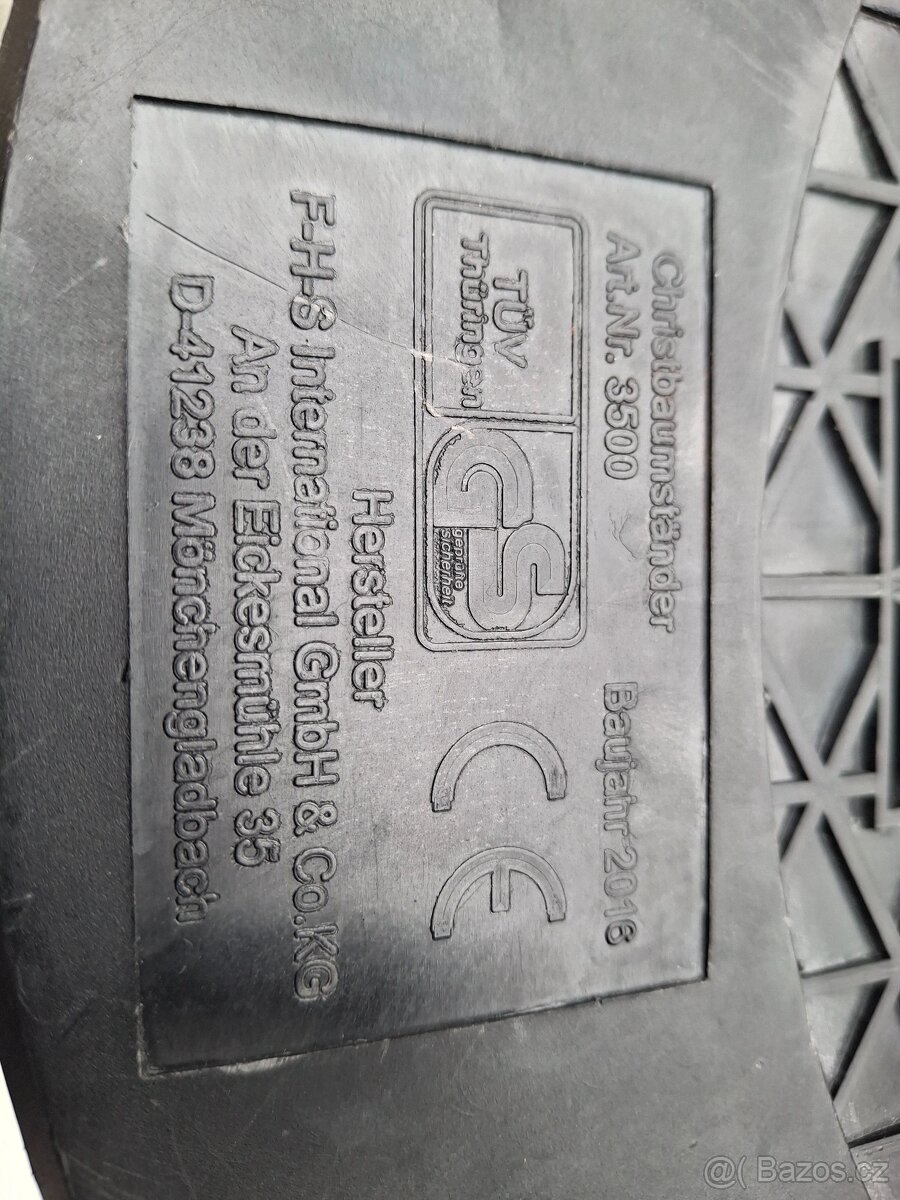 Christbaumständer
Art.Nr. 3500
Baujahr 2016
TÜV
Thüringen
GS
geprüfte
Sicherheit
CE
Hersteller
F-H-S International GmbH & Co.KG
An der Eickesmühle 35
D-41238 Mönchengladbach
@( Bazos.cz